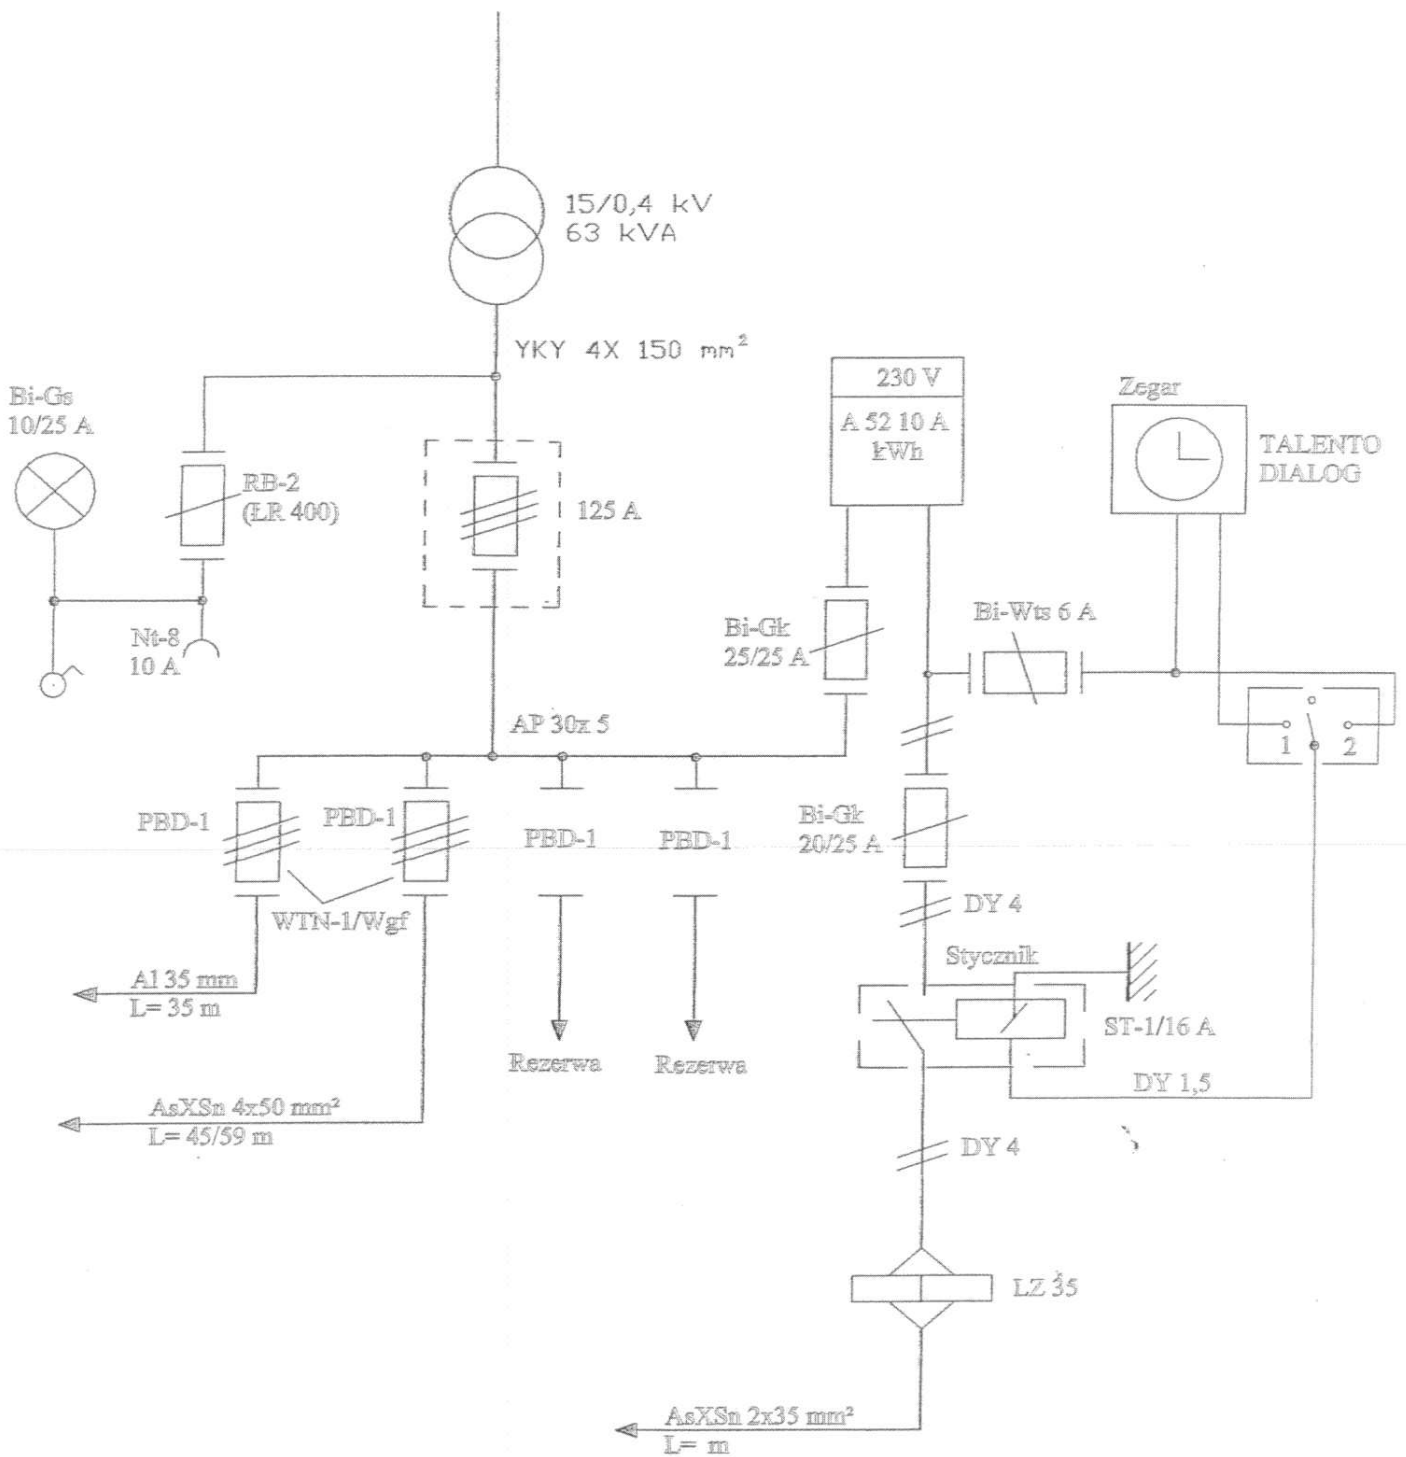 15/0,4 kV
63 kVA
YKY 4X 150 mm²
Bi-Gs
10/25 A
RB-2
(ŁR 400)
125 A
230 V
A 52 10 A
kWh
Zegar
TALENTO
DIALOG
Nt-8
10 A
Bi-Gk
25/25 A
Bi-Wts 6 A
AP 30x 5
1
2
PBD-1
PBD-1
PBD-1
PBD-1
Bi-Gk
20/25 A
WTN-1/Wgf
DY 4
Stycznik
Al 35 mm
L= 35 m
ST-1/16 A
Rezerwa
Rezerwa
DY 1,5
AsXSn 4x50 mm²
L= 45/59 m
DY 4
LZ 35
AsXSn 2x35 mm²
L= m